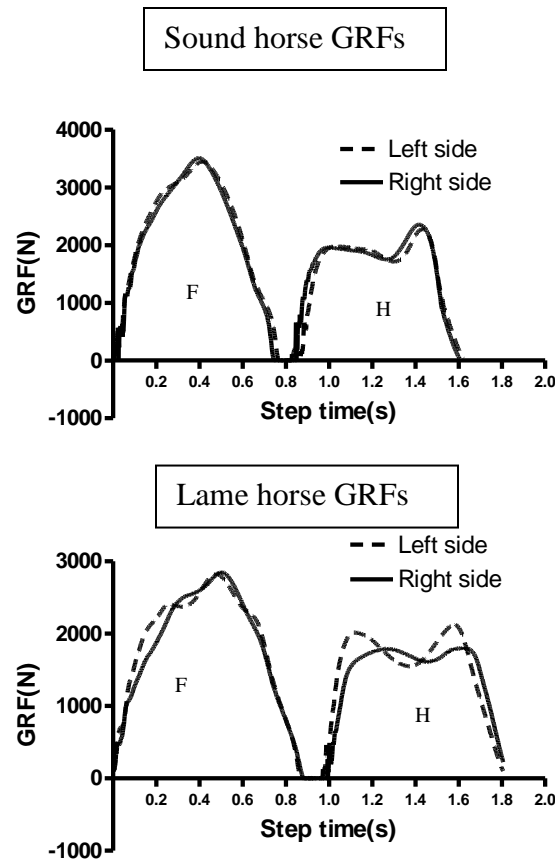 Sound horse GRFs
4000
3000
2000
1000
0
-1000
GRF(N)
Left side
Right side
F
H
0.2 0.4 0.6 0.8 1.0 1.2 1.4 1.6 1.8 2.0
Step time(s)
Lame horse GRFs
3000
2000
1000
0
-1000
GRF(N)
Left side
Right side
F
H
0.2 0.4 0.6 0.8 1.0 1.2 1.4 1.6 1.8 2.0
Step time(s)